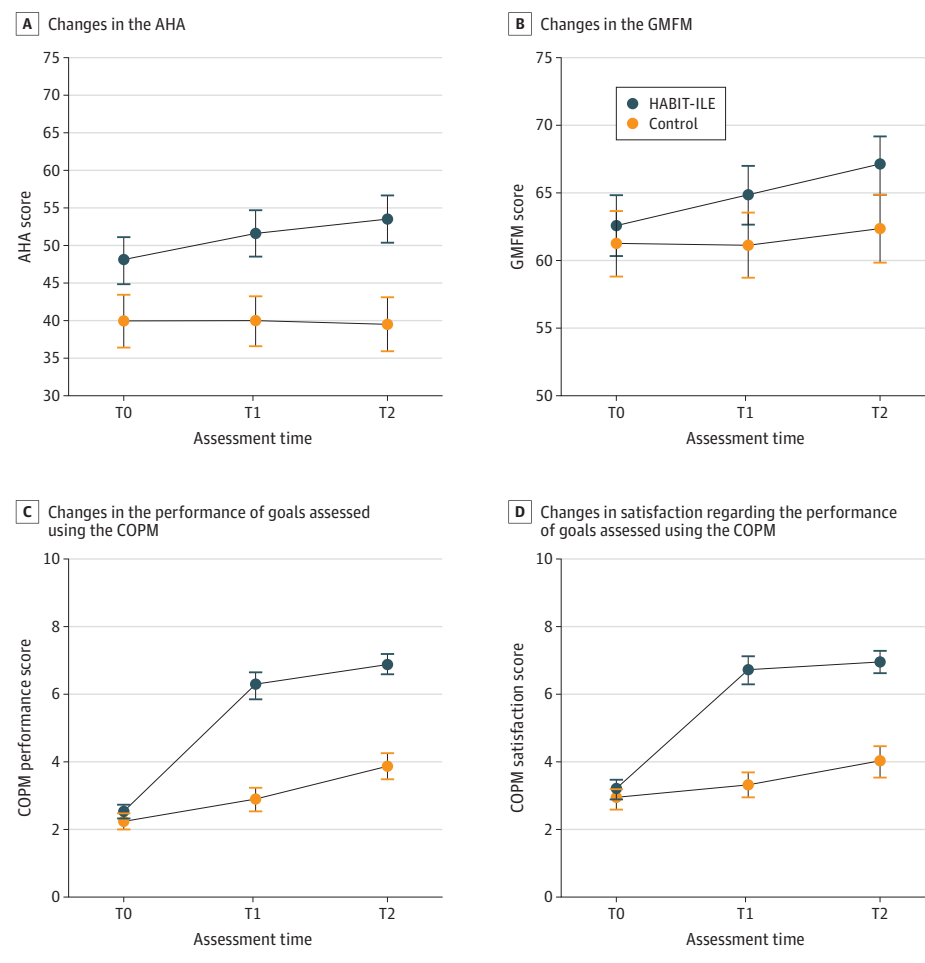 A Changes in the AHA
75
70
65
60
55
50
45
40
35
30
AHA score
T0 T1 T2
Assessment time
B Changes in the GMFM
75
70
65
60
55
50
GMFM score
HABIT-ILE
Control
T0 T1 T2
Assessment time
C Changes in the performance of goals assessed
using the COPM
10
8
6
4
2
0
COPM performance score
T0 T1 T2
Assessment time
D Changes in satisfaction regarding the performance
of goals assessed using the COPM
10
8
6
4
2
0
COPM satisfaction score
T0 T1 T2
Assessment time